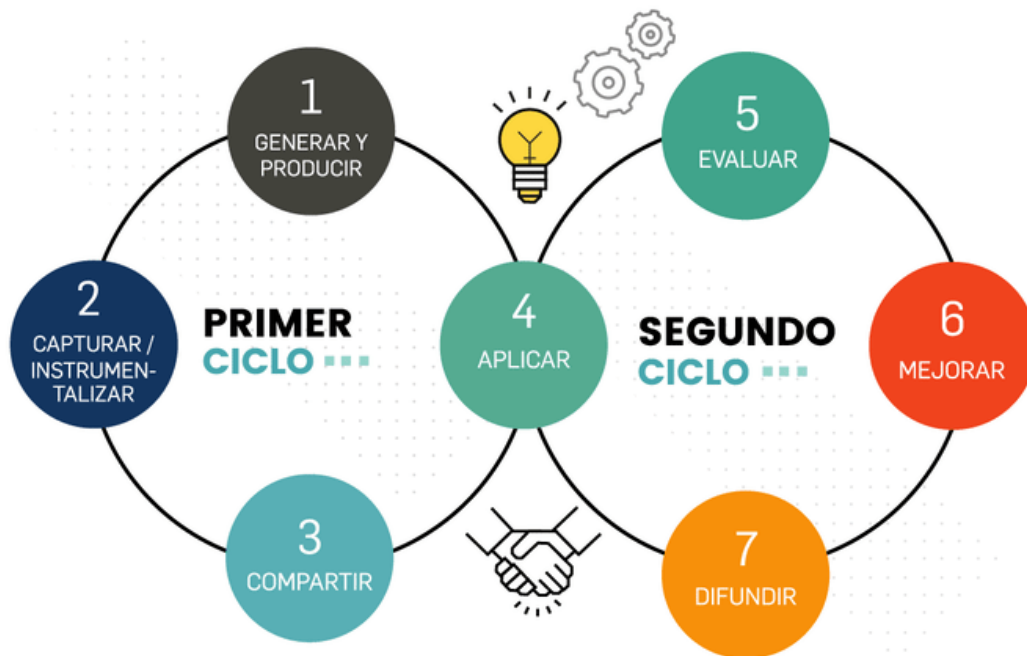 1
GENERAR Y
PRODUCIR
2
CAPTURAR /
INSTRUMEN-
TALIZAR
3
COMPARTIR
PRIMER
CICLO
4
APLICAR
SEGUNDO
CICLO
5
EVALUAR
6
MEJORAR
7
DIFUNDIR